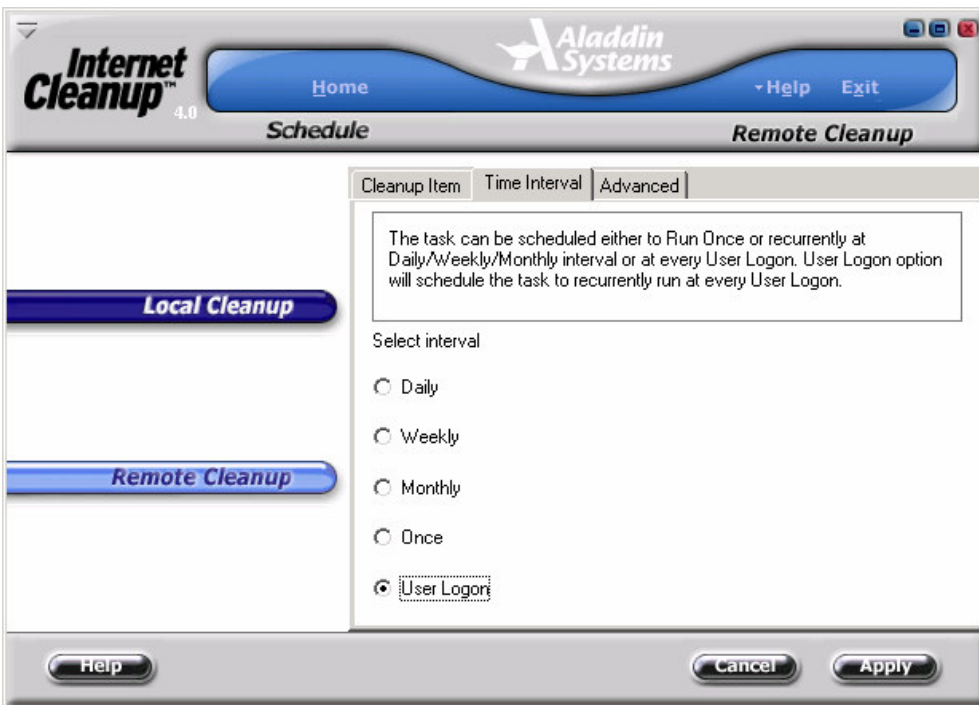 Internet
Cleanup™ 4.0
Aladdin
Systems
Home
Help
Exit
Schedule
Remote Cleanup
Cleanup Item
Time Interval
Advanced
The task can be scheduled either to Run Once or recurrently at
Daily/Weekly/Monthly interval or at every User Logon. User Logon option
will schedule the task to recurrently run at every User Logon.
Local Cleanup
Remote Cleanup
Select interval
Daily
Weekly
Monthly
Once
User Logon
Help
Cancel
Apply